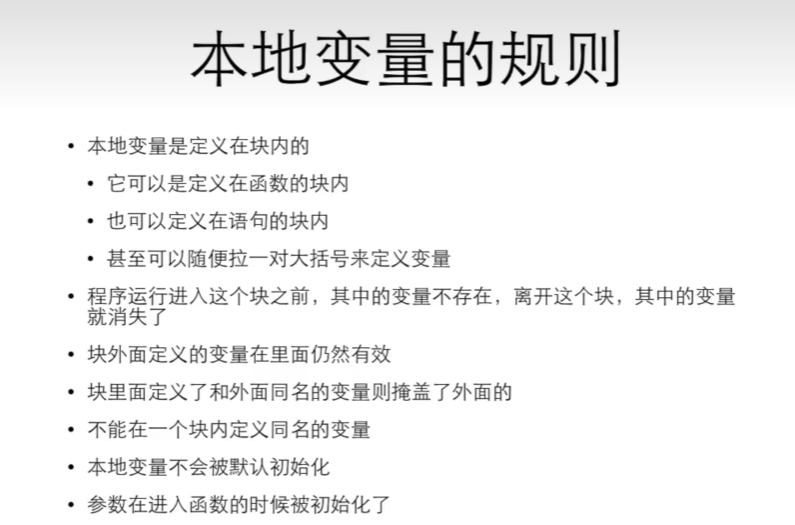 本地变量的规则
• 本地变量是定义在块内的
• 它可以是定义在函数的块内
• 也可以定义在语句的块内
• 甚至可以随便拉一对大括号来定义变量
• 程序运行进入这个块之前，其中的变量不存在，离开这个块，其中的变量
就消失了
• 块外面定义的变量在里面仍然有效
• 块里面定义了和外面同名的变量则掩盖了外面的
• 不能在一个块内定义同名的变量
• 本地变量不会被默认初始化
• 参数在进入函数的时候被初始化了